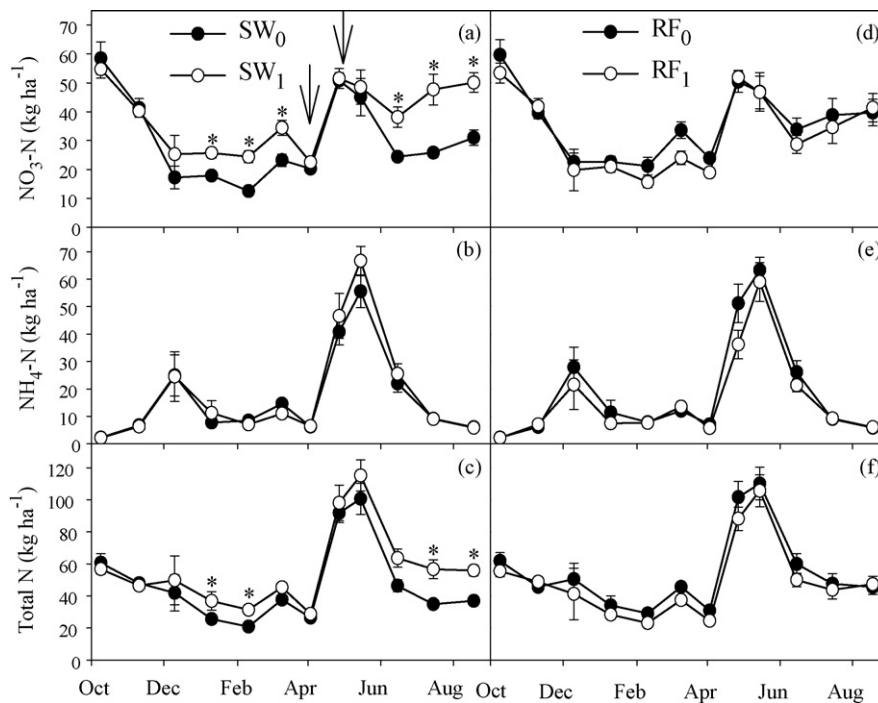 NO₃-N (kg ha⁻¹)
70
60
50
40
30
20
10
0
SW₀
SW₁
(a)
* * * * * *
RF₀
RF₁
(d)
NH₄-N (kg ha⁻¹)
70
60
50
40
30
20
10
0
(b)
(e)
Total N (kg ha⁻¹)
120
100
80
60
40
20
0
(c)
* * * *
(f)
Oct Dec Feb Apr Jun Aug Oct Dec Feb Apr Jun Aug